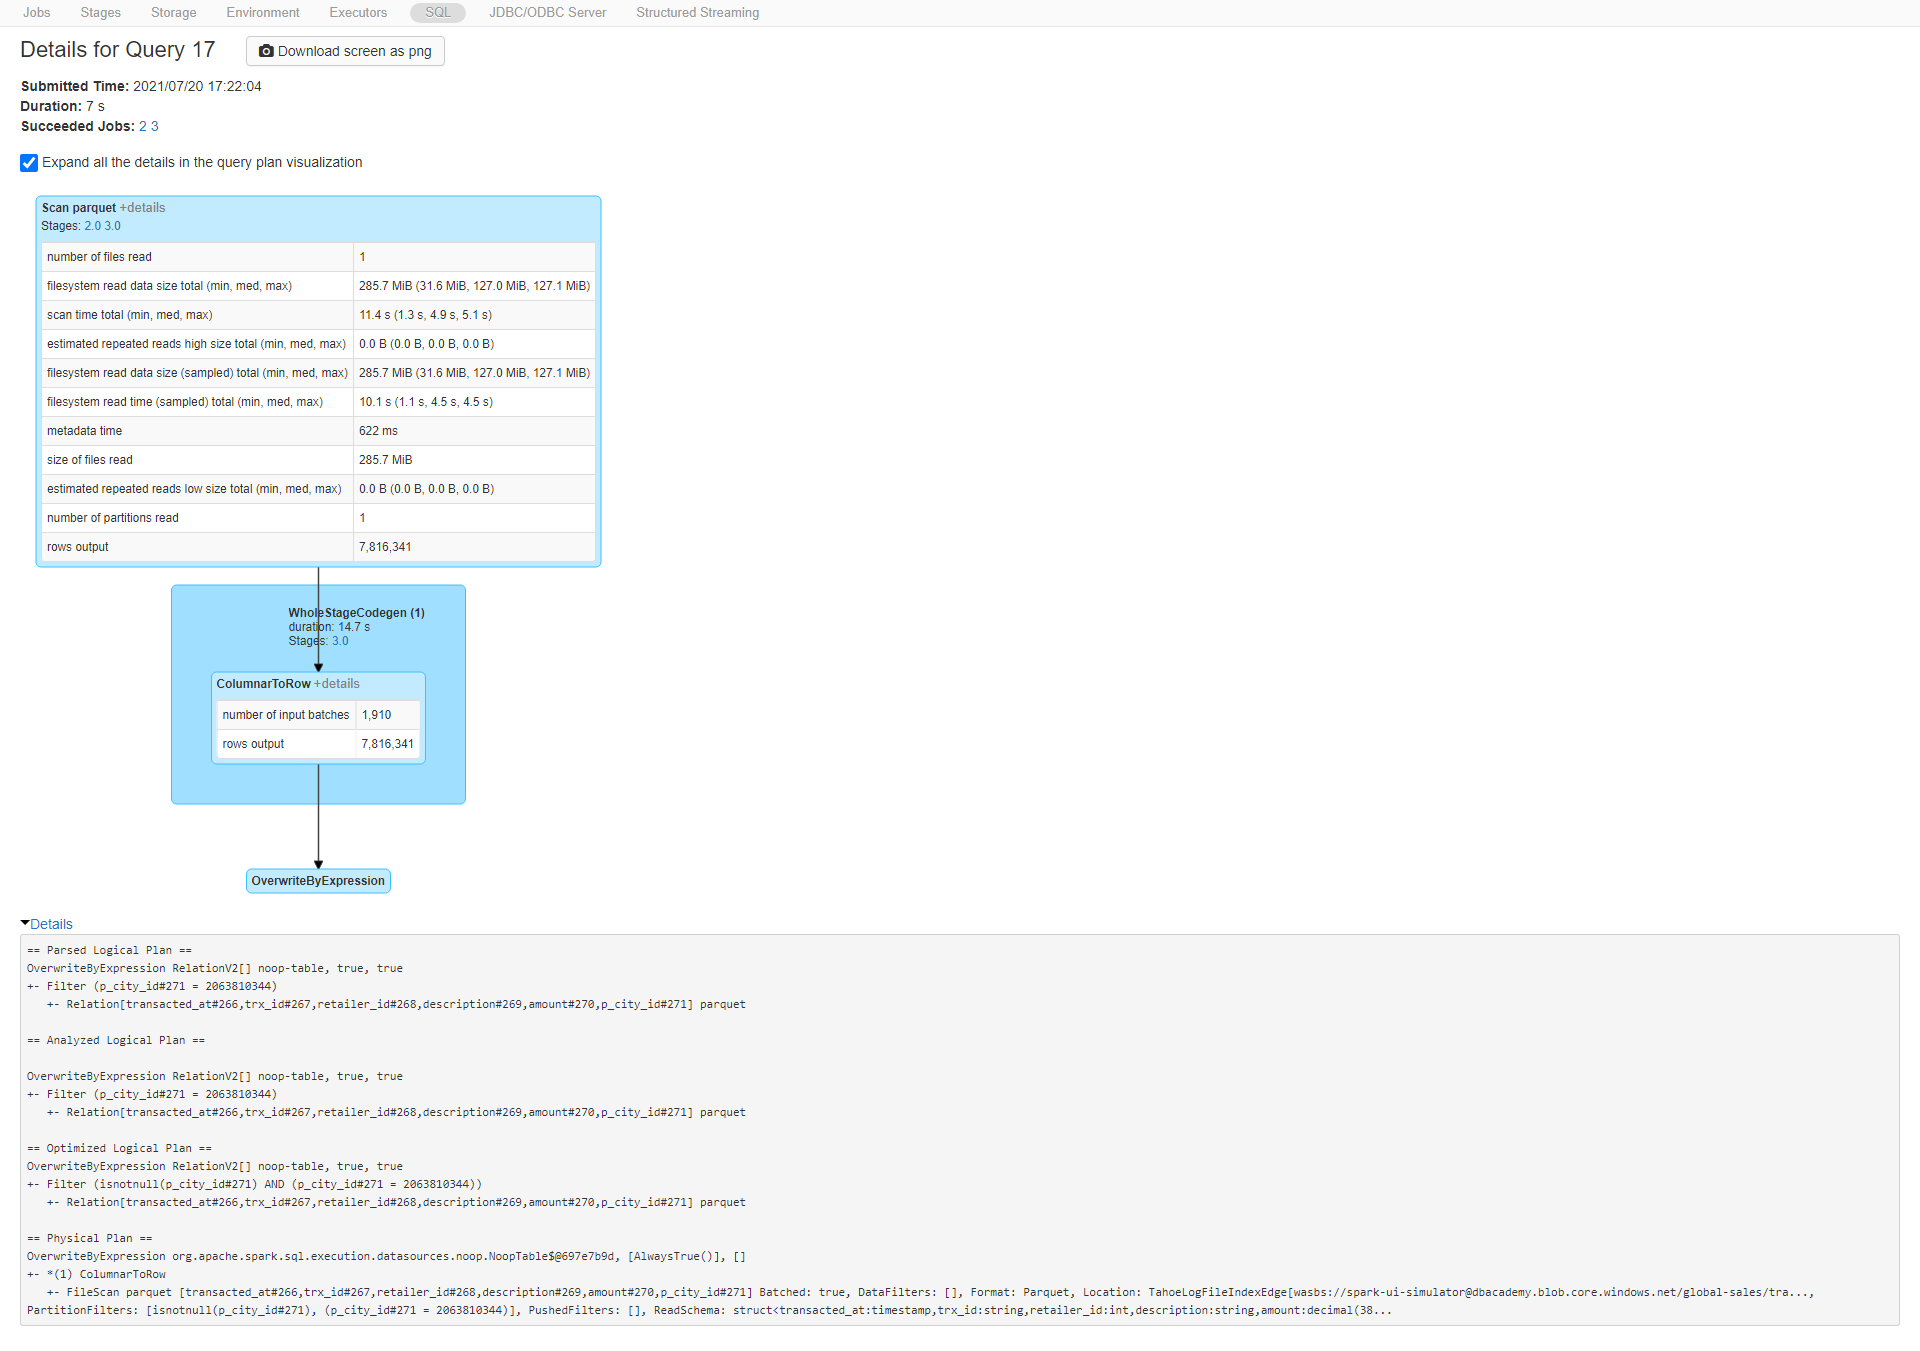 Jobs Stages Storage Environment Executors SQL JDBC/ODBC Server Structured Streaming
Details for Query 17 Download screen as png
Submitted Time: 2021/07/20 17:22:04
Duration: 7 s
Succeeded Jobs: 2 3
Expand all the details in the query plan visualization
Scan parquet +details
Stages: 2.0 3.0
number of files read 1
filesystem read data size total (min, med, max) 285.7 MiB (31.6 MiB, 127.0 MiB, 127.1 MiB)
scan time total (min, med, max) 11.4 s (1.3 s, 4.9 s, 5.1 s)
estimated repeated reads high size total (min, med, max) 0.0 B (0.0 B, 0.0 B, 0.0 B)
filesystem read data size (sampled) total (min, med, max) 285.7 MiB (31.6 MiB, 127.0 MiB, 127.1 MiB)
filesystem read time (sampled) total (min, med, max) 10.1 s (1.1 s, 4.5 s, 4.5 s)
metadata time 622 ms
size of files read 285.7 MiB
estimated repeated reads low size total (min, med, max) 0.0 B (0.0 B, 0.0 B, 0.0 B)
number of partitions read 1
rows output 7,816,341
WholeStageCodegen (1)
duration: 14.7 s
Stages: 3.0
ColumnarToRow +details
number of input batches 1,910
rows output 7,816,341
OverwriteByExpression
Details
== Parsed Logical Plan ==
OverwriteByExpression RelationV2[] noop-table, true, true
+- Filter (p_city_id#271 = 2063810344)
   +- Relation[transacted_at#266,trx_id#267,retailer_id#268,description#269,amount#270,p_city_id#271] parquet
== Analyzed Logical Plan ==
OverwriteByExpression RelationV2[] noop-table, true, true
+- Filter (p_city_id#271 = 2063810344)
   +- Relation[transacted_at#266,trx_id#267,retailer_id#268,description#269,amount#270,p_city_id#271] parquet
== Optimized Logical Plan ==
OverwriteByExpression RelationV2[] noop-table, true, true
+- Filter (isnotnull(p_city_id#271) AND (p_city_id#271 = 2063810344))
   +- Relation[transacted_at#266,trx_id#267,retailer_id#268,description#269,amount#270,p_city_id#271] parquet
== Physical Plan ==
OverwriteByExpression org.apache.spark.sql.execution.datasources.noop.NoopTable$@697e7b9d, [AlwaysTrue()], []
+- *(1) ColumnarToRow
   +- FileScan parquet [transacted_at#266,trx_id#267,retailer_id#268,description#269,amount#270,p_city_id#271] Batched: true, DataFilters: [], Format: Parquet, Location: TahoeLogFileIndexEdge[wasbs://spark-ui-simulator@dbacademy.blob.core.windows.net/global-sales/tra...,
PartitionFilters: [isnotnull(p_city_id#271), (p_city_id#271 = 2063810344)], PushedFilters: [], ReadSchema: struct<transacted_at:timestamp,trx_id:string,retailer_id:int,description:string,amount:decimal(38...